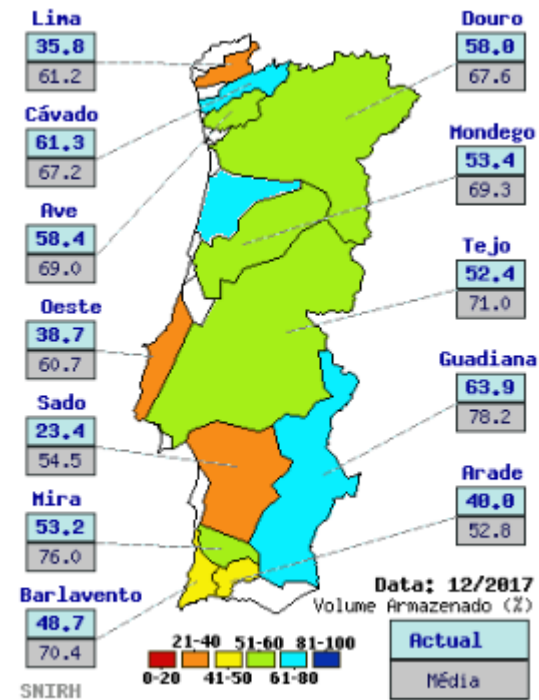 Lima
35.8
61.2
Cávado
61.3
67.2
Ave
58.4
69.0
Oeste
38.7
60.7
Sado
23.4
54.5
Mira
53.2
76.0
Barlavento
48.7
70.4
Douro
58.0
67.6
Mondego
53.4
69.3
Tejo
52.4
71.0
Guadiana
63.9
78.2
Arade
40.0
52.8
Data: 12/2017
Volume Armazenado (%)
Actual
Média
21-40 51-60 81-100
0-20 41-50 61-80
SNIRH